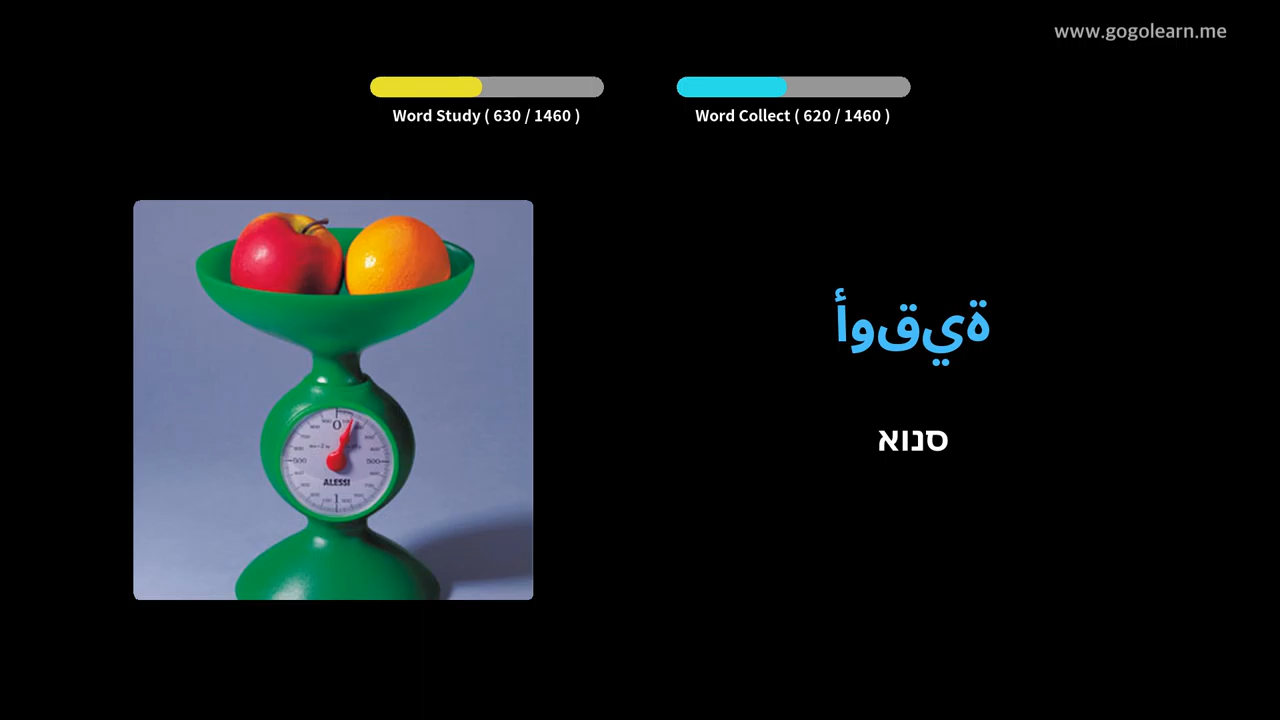 www.gogolearn.me
Word Study ( 630 / 1460 )
Word Collect ( 620 / 1460 )
ةيقوأ
סנוא
ALESSI